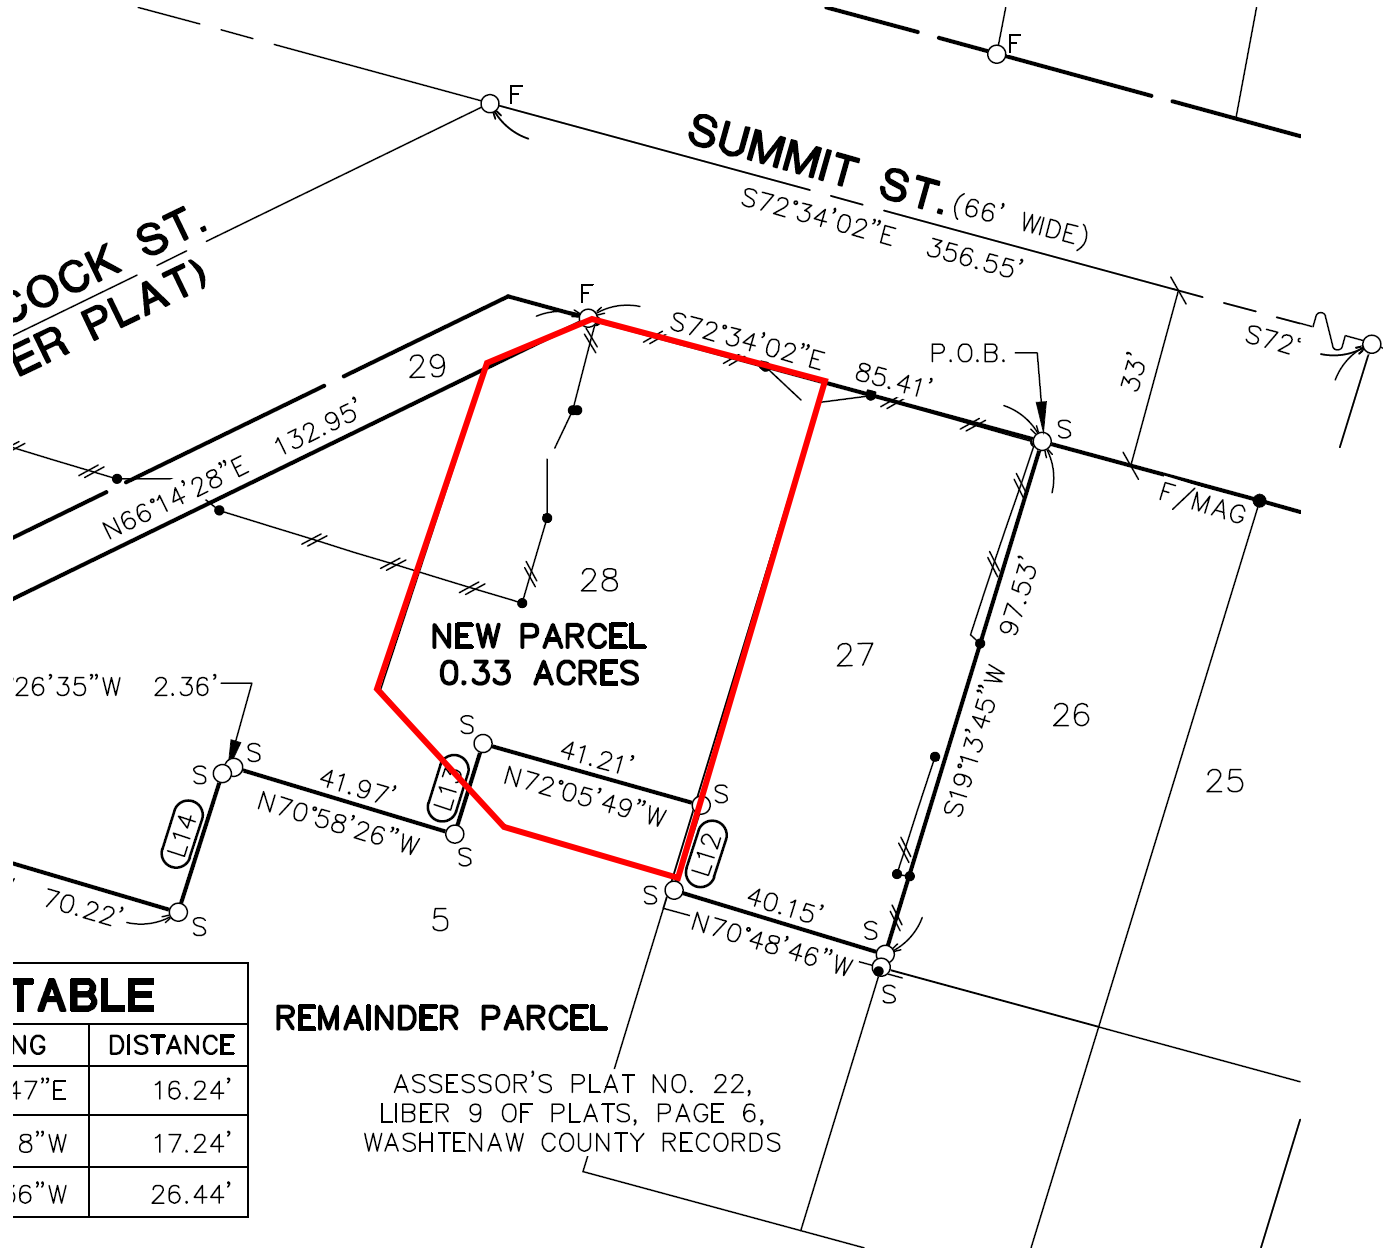 F
F
SUMMIT ST. (66' WIDE)
S72°34'02"E 356.55'
COCK ST.
ER PLAT)
F
S72°34'02"E 85.41'
P.O.B.
33'
S72°
29
S
N66°14'28"E 132.95'
F/MAG
28
97.53'
NEW PARCEL
0.33 ACRES
27
26'35"W 2.36'
26
S19°13'45"W
S
S
S
41.21'
N72°05'49"W
25
41.97'
N70°58'26"W
S
L14
S
L12
S
70.22'
S
5
S
40.15'
N70°48'46"W
S
S
TABLE
NG DISTANCE
47"E 16.24'
8"W 17.24'
56"W 26.44'
REMAINDER PARCEL
ASSESSOR'S PLAT NO. 22,
LIBER 9 OF PLATS, PAGE 6,
WASHTENAW COUNTY RECORDS